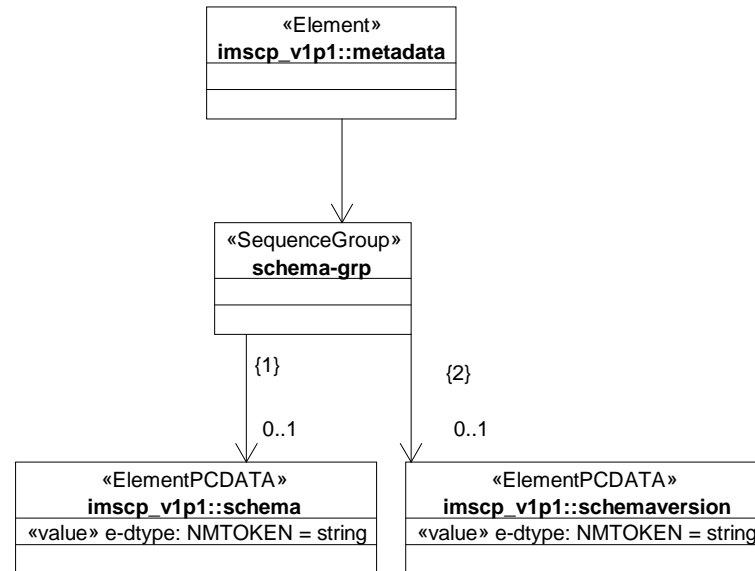 «Element»
imscp_v1p1::metadata
«SequenceGroup»
schema-grp
{1}
{2}
0..1
0..1
«ElementPCDATA»
imscp_v1p1::schema
«value» e-dtype: NMTOKEN = string
«ElementPCDATA»
imscp_v1p1::schemaversion
«value» e-dtype: NMTOKEN = string